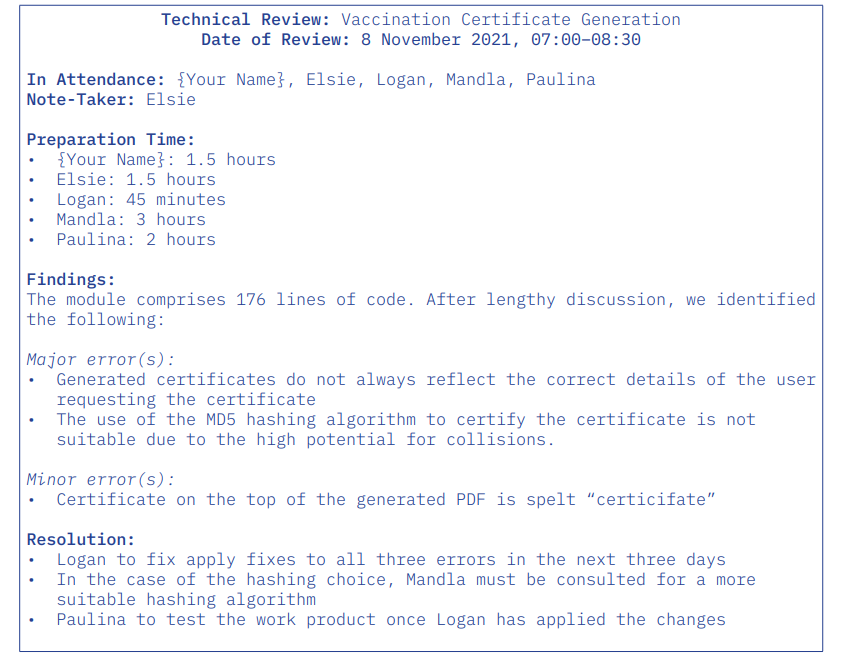 Technical Review: Vaccination Certificate Generation
Date of Review: 8 November 2021, 07:00–08:30
In Attendance: {Your Name}, Elsie, Logan, Mandla, Paulina
Note-Taker: Elsie
Preparation Time:
• {Your Name}: 1.5 hours
• Elsie: 1.5 hours
• Logan: 45 minutes
• Mandla: 3 hours
• Paulina: 2 hours
Findings:
The module comprises 176 lines of code. After lengthy discussion, we identified
the following:
Major error(s):
• Generated certificates do not always reflect the correct details of the user
requesting the certificate
• The use of the MD5 hashing algorithm to certify the certificate is not
suitable due to the high potential for collisions.
Minor error(s):
• Certificate on the top of the generated PDF is spelt “certicifate”
Resolution:
• Logan to fix apply fixes to all three errors in the next three days
• In the case of the hashing choice, Mandla must be consulted for a more
suitable hashing algorithm
• Paulina to test the work product once Logan has applied the changes